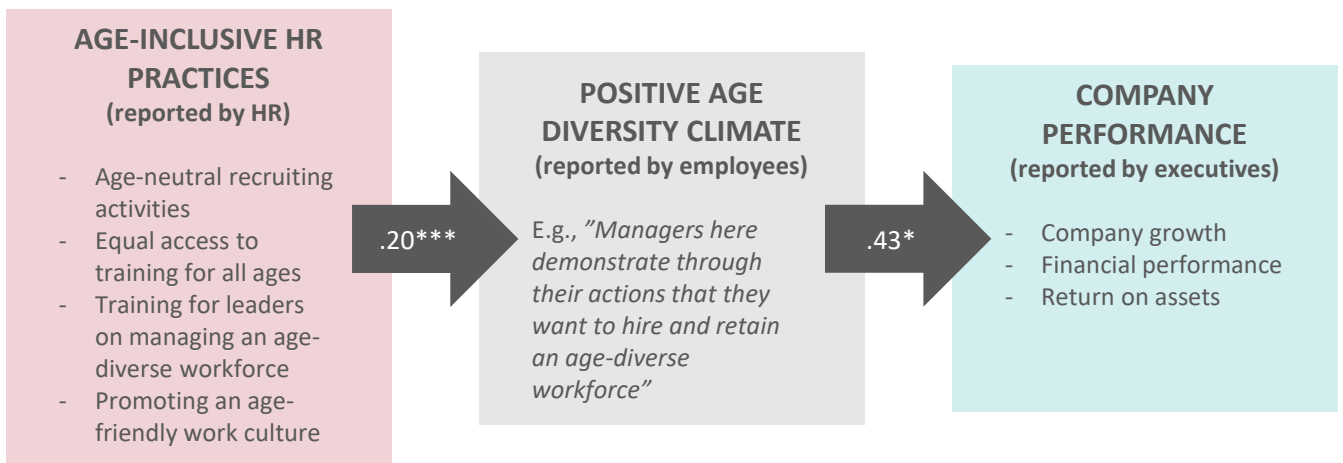 AGE-INCLUSIVE HR
PRACTICES
(reported by HR)
- Age-neutral recruiting
activities
- Equal access to
training for all ages
- Training for leaders
on managing an age-
diverse workforce
- Promoting an age-
friendly work culture
.20***
POSITIVE AGE
DIVERSITY CLIMATE
(reported by employees)
E.g., ”Managers here
demonstrate through
their actions that they
want to hire and retain
an age-diverse
workforce”
.43*
COMPANY
PERFORMANCE
(reported by executives)
- Company growth
- Financial performance
- Return on assets